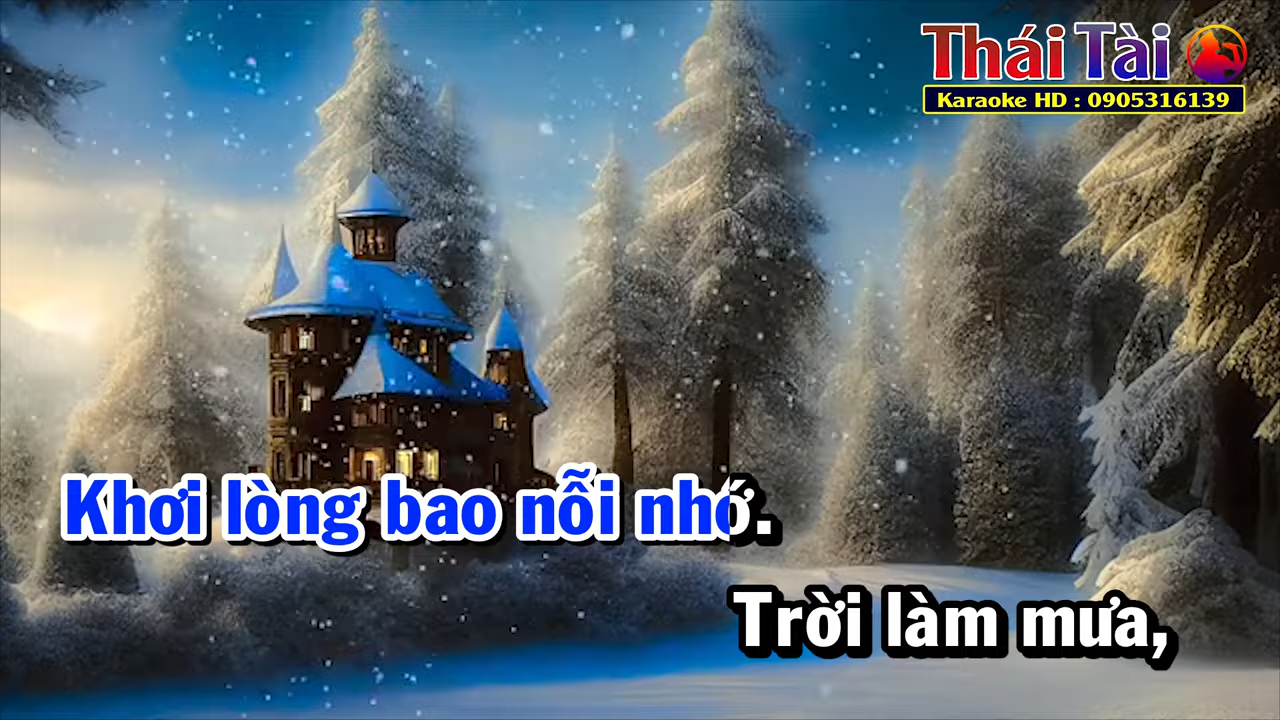 Thái Tài
Karaoke HD : 0905316139
Khơi lòng bao nỗi nhớ.
Trời làm mưa,